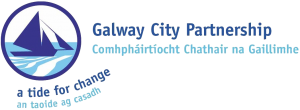 Galway City Partnership
Comhpháirtíocht Chathair na Gaillimhe
a tide for change
an taoide ag casadh